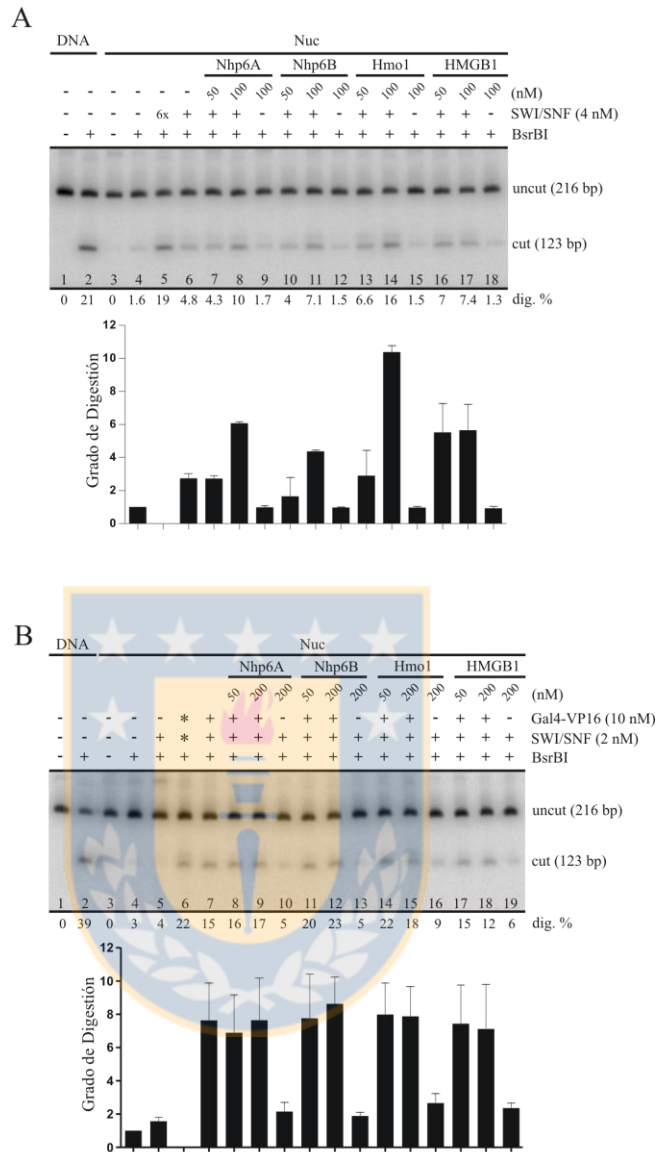 A
DNA Nuc
Nhp6A Nhp6B Hmo1 HMGB1
- - - - - - 50 100 100 50 100 100 50 100 100 50 100 100 (nM)
- - - - 6x + + + - + + - + + - + + - SWI/SNF (4 nM)
- + - + + + + + + + + + + + + + + + BsrBI
uncut (216 bp)
cut (123 bp)
1 2 3 4 5 6 7 8 9 10 11 12 13 14 15 16 17 18
0 21 0 1.6 19 4.8 4.3 10 1.7 4 7.1 1.5 6.6 16 1.5 7 7.4 1.3 dig. %
Grado de Digestión
12
10
8
6
4
2
0
B
DNA Nuc
Nhp6A Nhp6B Hmo1 HMGB1
- - - - - - - 50 200 200 50 200 200 50 200 200 50 200 200 (nM)
- - - - - * + + + - + + - + + - + + - Gal4-VP16 (10 nM)
- - - - + * + + + + + + + + + + + + + SWI/SNF (2 nM)
- + - + + + + + + + + + + + + + + + + BsrBI
uncut (216 bp)
cut (123 bp)
1 2 3 4 5 6 7 8 9 10 11 12 13 14 15 16 17 18 19
0 39 0 3 4 22 15 16 17 5 20 23 5 22 18 9 15 12 6 dig. %
Grado de Digestión
12
10
8
6
4
2
0